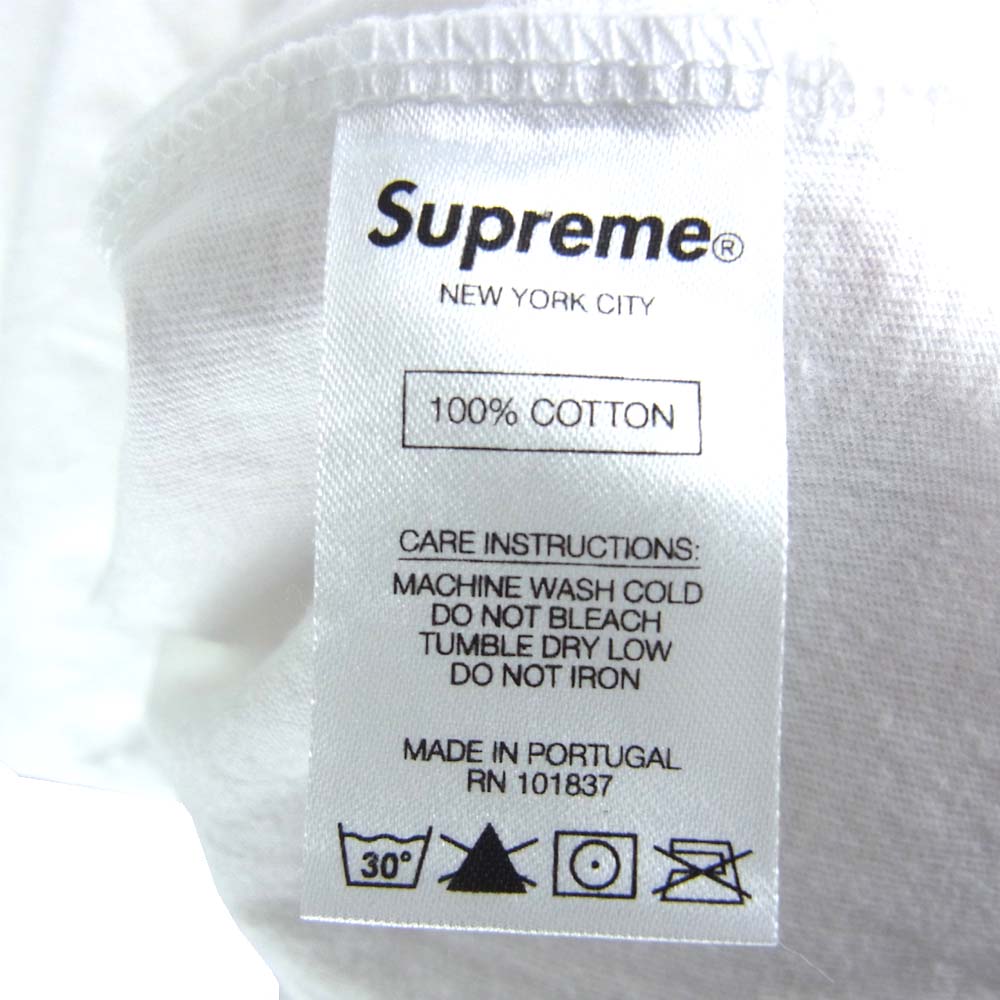 Supreme®
NEW YORK CITY
100% COTTON
CARE INSTRUCTIONS:
MACHINE WASH COLD
DO NOT BLEACH
TUMBLE DRY LOW
DO NOT IRON
MADE IN PORTUGAL
RN 101837
30°